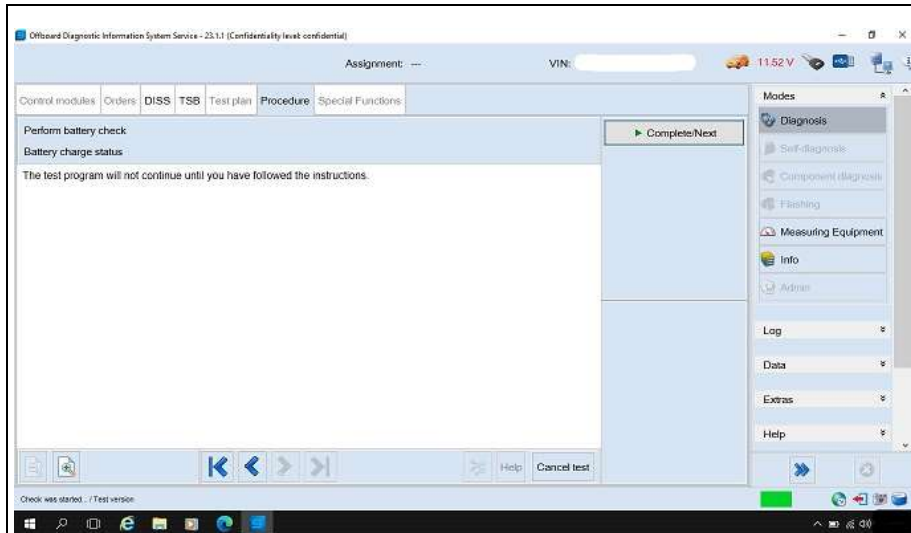 Offboard Diagnostic Information System Service - 23.1.1 (Confidentiality level: confidential)
Assignment: ---
VIN:
11.52 V
Control modules
Orders
DISS
TSB
Test plan
Procedure
Special Functions
Perform battery check
Battery charge status
The test program will not continue until you have followed the instructions.
Complete/Next
Modes
Diagnosis
Self-diagnosis
Component diagnosis
Flashing
Measuring Equipment
Info
Admin
Log
Data
Extras
Help
Help
Cancel test
Check was started... / Test version